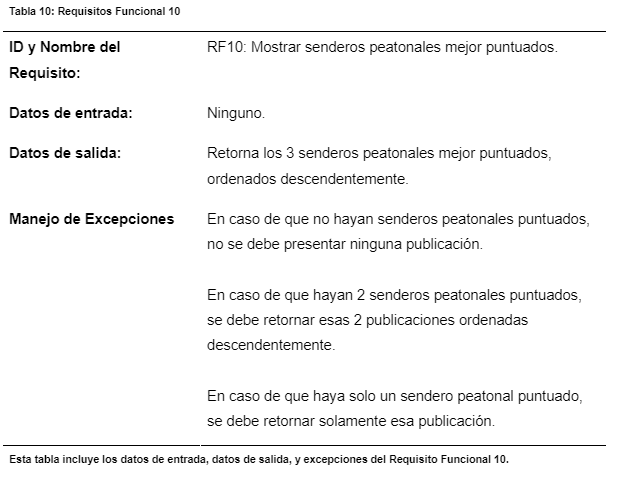 Tabla 10: Requisitos Funcional 10
ID y Nombre del Requisito:
RF10: Mostrar senderos peatonales mejor puntuados.
Datos de entrada:
Ninguno.
Datos de salida:
Retorna los 3 senderos peatonales mejor puntuados,
ordenados descendentemente.
Manejo de Excepciones
En caso de que no hayan senderos peatonales puntuados,
no se debe presentar ninguna publicación.
En caso de que hayan 2 senderos peatonales puntuados,
se debe retornar esas 2 publicaciones ordenadas
descendentemente.
En caso de que haya solo un sendero peatonal puntuado,
se debe retornar solamente esa publicación.
Esta tabla incluye los datos de entrada, datos de salida, y excepciones del Requisito Funcional 10.